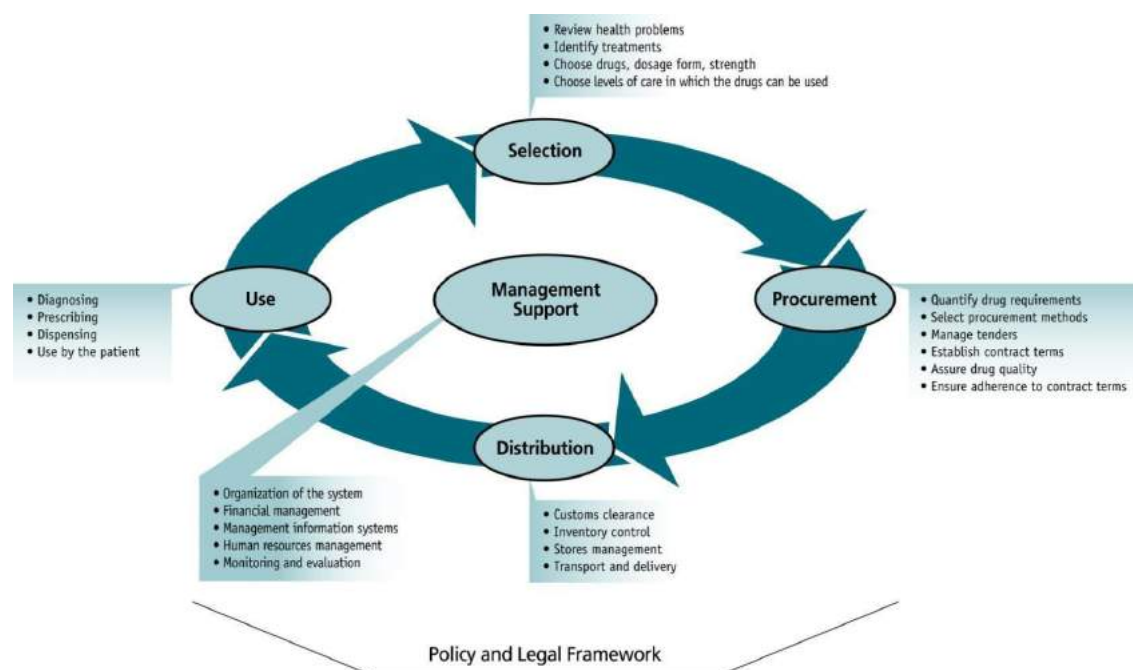 • Review health problems
• Identify treatments
• Choose drugs, dosage form, strength
• Choose levels of care in which the drugs can be used
Selection
Use
Management
Support
Procurement
• Diagnosing
• Prescribing
• Dispensing
• Use by the patient
• Quantify drug requirements
• Select procurement methods
• Manage tenders
• Establish contract terms
• Assure drug quality
• Ensure adherence to contract terms
Distribution
• Organization of the system
• Financial management
• Management information systems
• Human resources management
• Monitoring and evaluation
• Customs clearance
• Inventory control
• Stores management
• Transport and delivery
Policy and Legal Framework